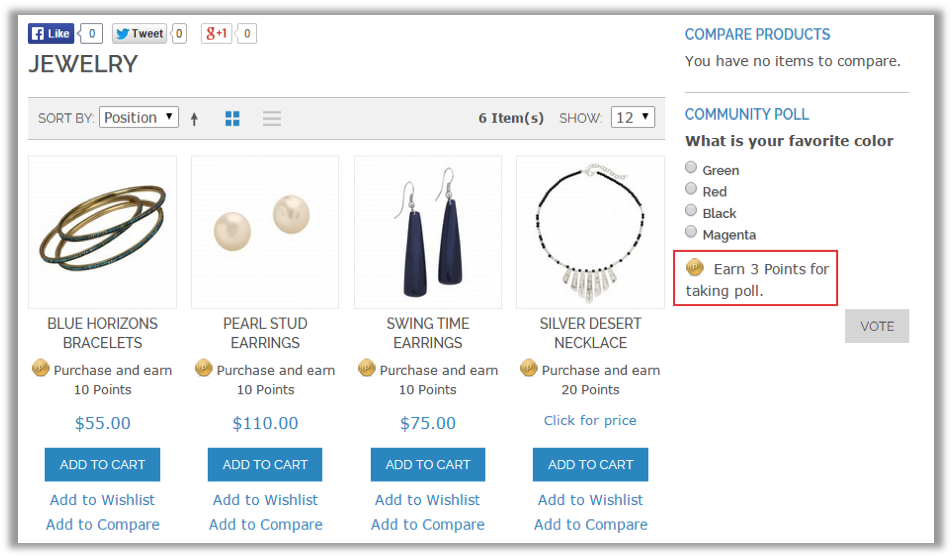 Like 0 Tweet 0 g+1 0
JEWELRY
SORT BY: Position 6 Item(s) SHOW: 12
BLUE HORIZONS
BRACELETS
Purchase and earn
10 Points
$55.00
ADD TO CART
Add to Wishlist
Add to Compare
PEARL STUD
EARRINGS
Purchase and earn
10 Points
$110.00
ADD TO CART
Add to Wishlist
Add to Compare
SWING TIME
EARRINGS
Purchase and earn
10 Points
$75.00
ADD TO CART
Add to Wishlist
Add to Compare
SILVER DESERT
NECKLACE
Purchase and earn
20 Points
Click for price
ADD TO CART
Add to Wishlist
Add to Compare
COMPARE PRODUCTS
You have no items to compare.
COMMUNITY POLL
What is your favorite color
Green
Red
Black
Magenta
Earn 3 Points for
taking poll.
VOTE